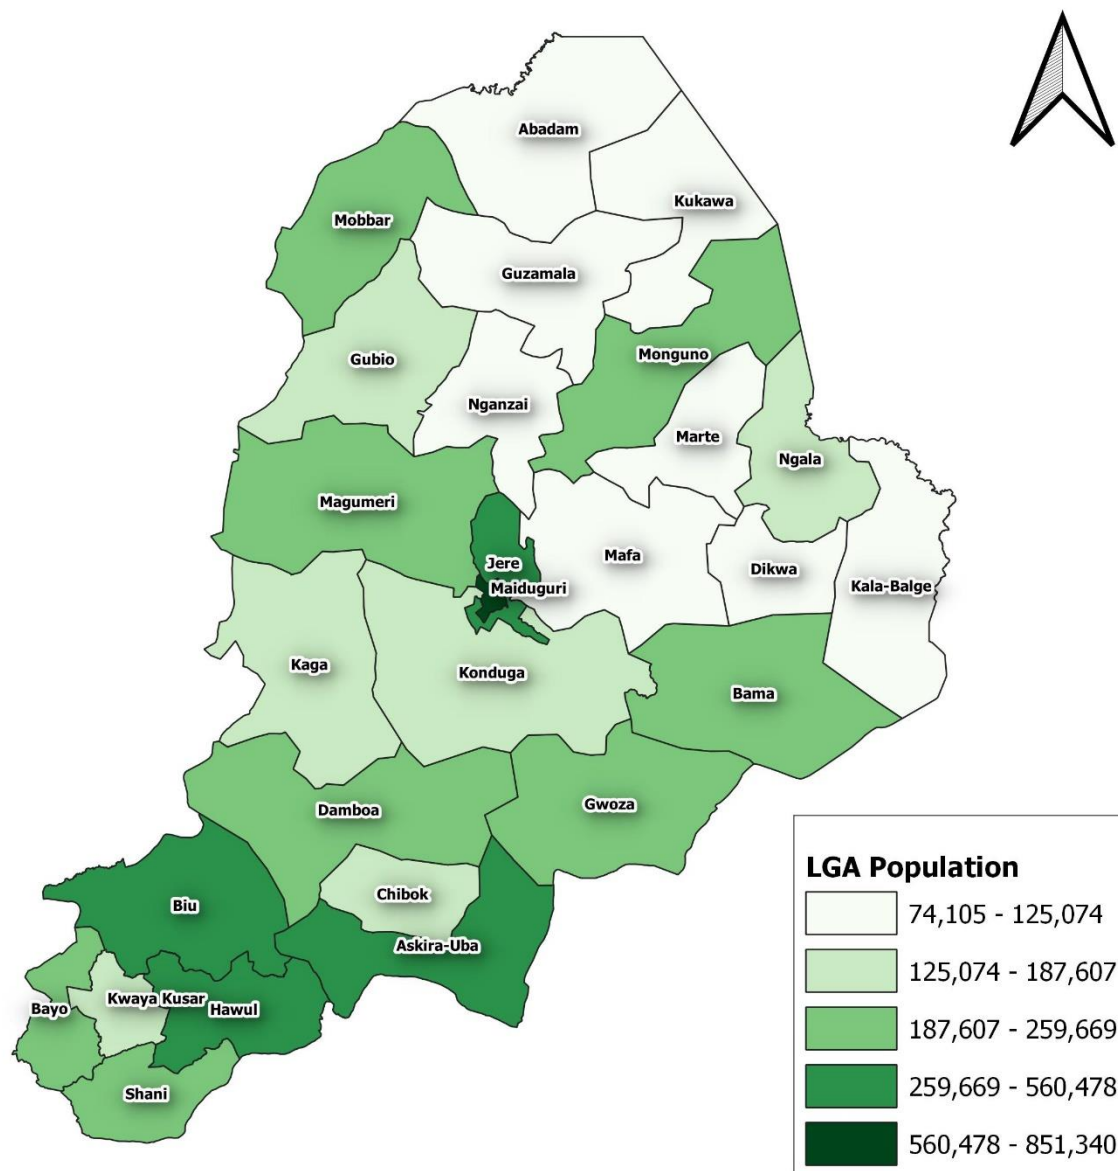 Abadam
Kukawa
Mobbar
Guzamala
Monguno
Gubio
Nganzai
Marte
Ngala
Magumeri
Mafa
Jere
Dikwa
Maiduguri
Kala-Balge
Kaga
Konduga
Bama
Damboa
Gwoza
Chibok
Biu
Askira-Uba
Kwaya Kusar
Bayo
Hawul
Shani
LGA Population
74,105 - 125,074
125,074 - 187,607
187,607 - 259,669
259,669 - 560,478
560,478 - 851,340